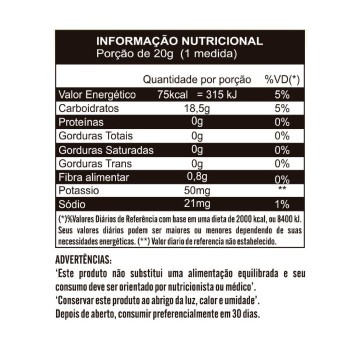 INFORMAÇÃO NUTRICIONAL
Porção de 20g (1 medida)
Quantidade por porção %VD(*)
Valor Energético 75kcal = 315 kJ 5%
Carboidratos 18,5g 5%
Proteínas 0g 0%
Gorduras Totais 0g 0%
Gorduras Saturadas 0g 0%
Gorduras Trans 0g 0%
Fibra alimentar 0,8g 0%
Potassio 50mg **
Sódio 21mg 1%
(*)%Valores Diários de Referência com base em uma dieta de 2000 kcal, ou 8400 kJ.
Seus valores diários podem ser maiores ou menores dependendo de suas
necessidades energéticas. (**) Valor diario de referencia não estabelecido.
ADVERTÊNCIAS:
'Este produto não substitui uma alimentação equilibrada e seu
consumo deve ser orientado por nutricionista ou médico'.
'Conservar este produto ao abrigo da luz, calor e umidade'.
Depois de aberto, consumir preferencialmente em 30 dias.